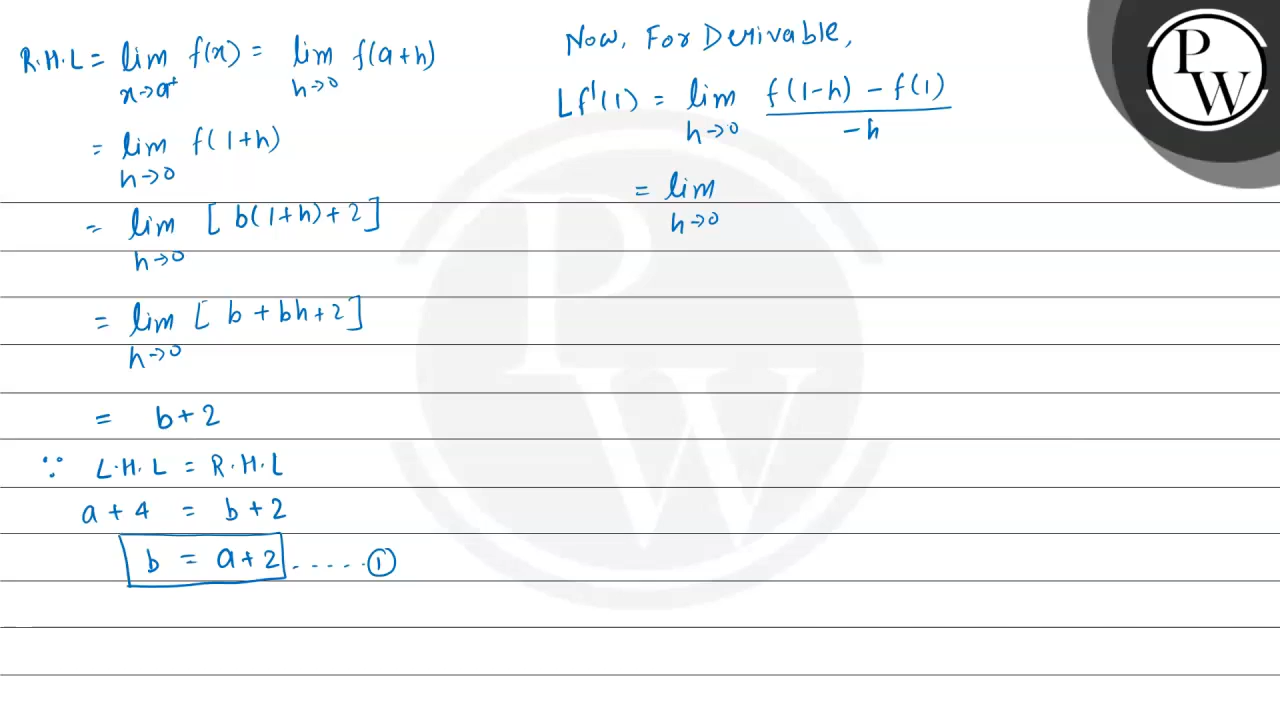 R.H.L = lim f(x) = lim f(a+h)
x→a⁺ h→0
= lim f(1+h)
h→0
= lim [b(1+h)+2]
h→0
= lim [b + bh+2]
h→0
= b+2
∵ L.H.L = R.H.L
a+4 = b+2
b = a+2 ...... ①
Now, For Derivable,
Lf'(1) = lim f(1-h) - f(1)
h→0 -h
= lim
h→0
P
W
P
W